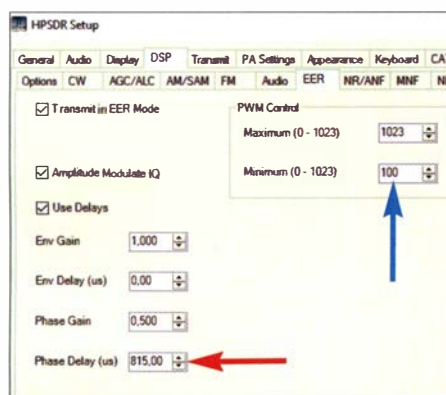 HPSDR Setup
General Audio Display DSP Transmit PA Settings Appearance Keyboard CA
Options CW AGC/ALC AM/SAM FM Audio EER NR/ANF MNF N
Transmit in EER Mode
PWM Control
Maximum (0 - 1023) 1023
Amplitude Modulate IQ
Minimum (0 - 1023) 100
Use Delays
Env Gain 1,000
Env Delay (us) 0,00
Phase Gain 0,500
Phase Delay (us) 815,00